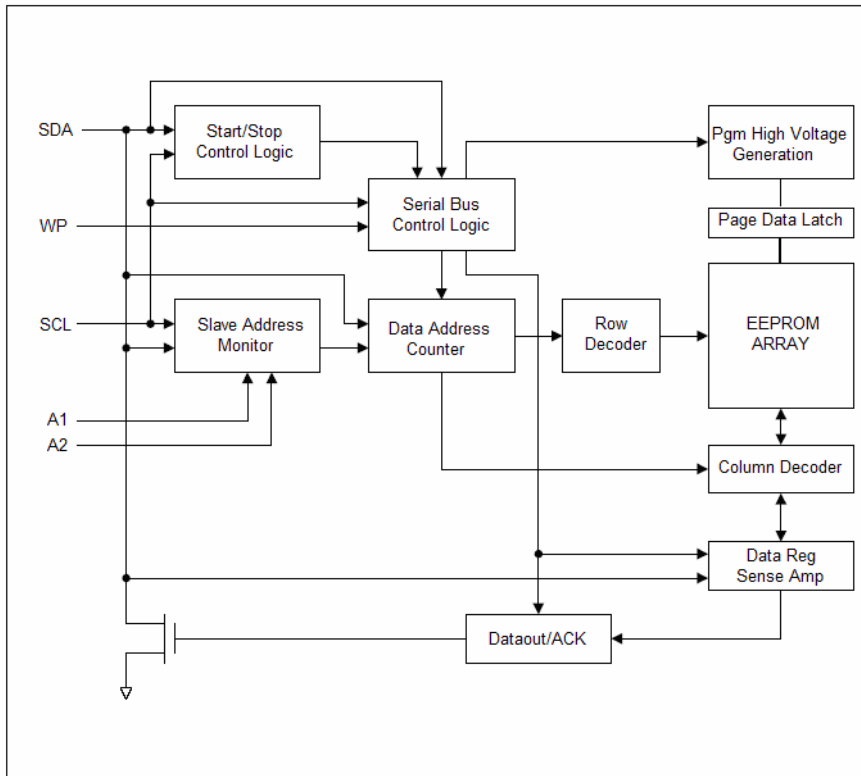 SDA
Start/Stop
Control Logic
Pgm High Voltage
Generation
WP
Serial Bus
Control Logic
Page Data Latch
SCL
Slave Address
Monitor
Data Address
Counter
Row
Decoder
EEPROM
ARRAY
A1
A2
Column Decoder
Data Reg
Sense Amp
Dataout/ACK